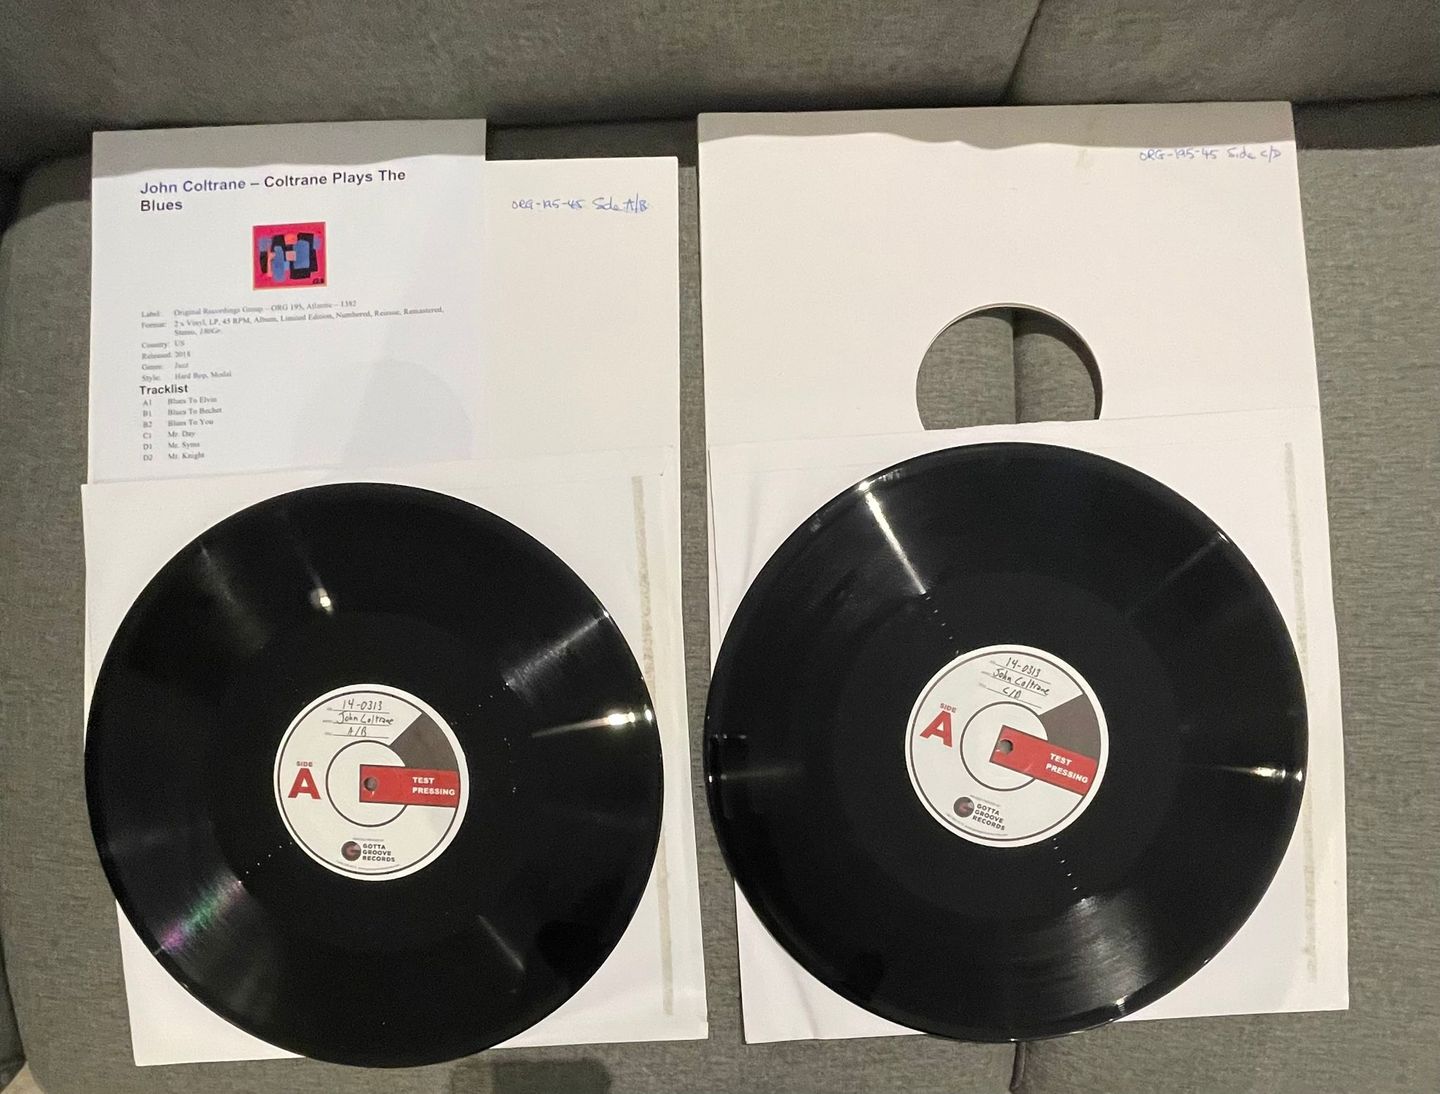 John Coltrane – Coltrane Plays The
Blues
Label: Original Recordings Group – ORG 195, Atlantic – 1382
Format: 2 x Vinyl, LP, 45 RPM, Album, Limited Edition, Numbered, Reissue, Remastered,
Stereo, 180Gr.
Country: US
Released: 2014
Genre: Jazz
Style: Hard Bop, Modal
Tracklist
A1 Blues To Elvin
B1 Blues To Bechet
B2 Blues To You
C1 Mr. Day
D1 Mr. Syms
D2 Mr. Knight
ORG-195-45 Side A/B
ORG-195-45 Side C/D
14-0313
John Coltrane
A/B
SIDE
A
TEST
PRESSING
GOTTA
GROOVE
RECORDS
14-0313
John Coltrane
C/D
SIDE
A
TEST
PRESSING
GOTTA
GROOVE
RECORDS